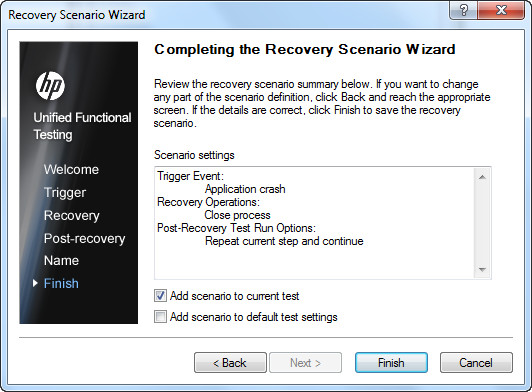 Recovery Scenario Wizard
?
hp
Unified Functional
Testing
Welcome
Trigger
Recovery
Post-recovery
Name
Finish
Completing the Recovery Scenario Wizard
Review the recovery scenario summary below. If you want to change
any part of the scenario definition, click Back and reach the appropriate
screen. If the details are correct, click Finish to save the recovery
scenario.
Scenario settings
Trigger Event:
Application crash
Recovery Operations:
Close process
Post-Recovery Test Run Options:
Repeat current step and continue
Add scenario to current test
Add scenario to default test settings
< Back
Next >
Finish
Cancel